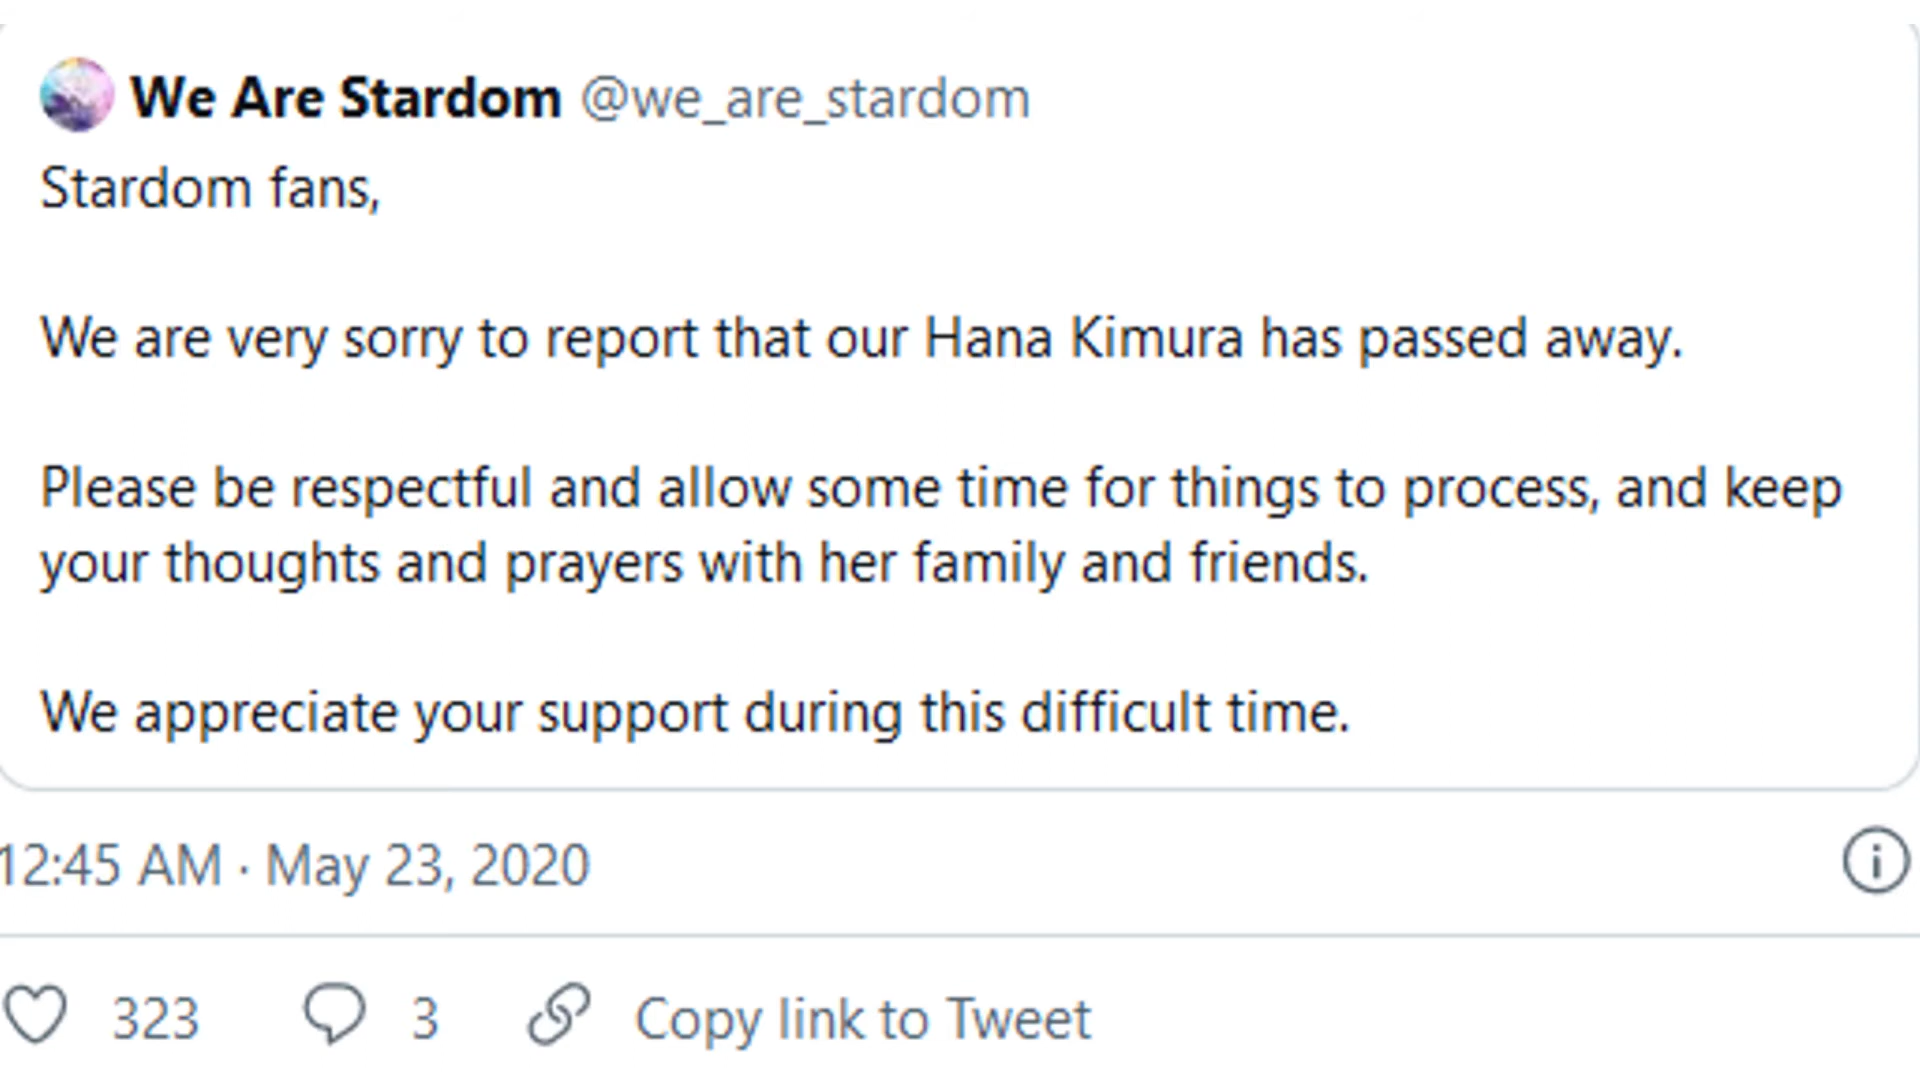 We Are Stardom @we_are_stardom
Stardom fans,
We are very sorry to report that our Hana Kimura has passed away.
Please be respectful and allow some time for things to process, and keep
your thoughts and prayers with her family and friends.
We appreciate your support during this difficult time.
12:45 AM · May 23, 2020
323 3 Copy link to Tweet